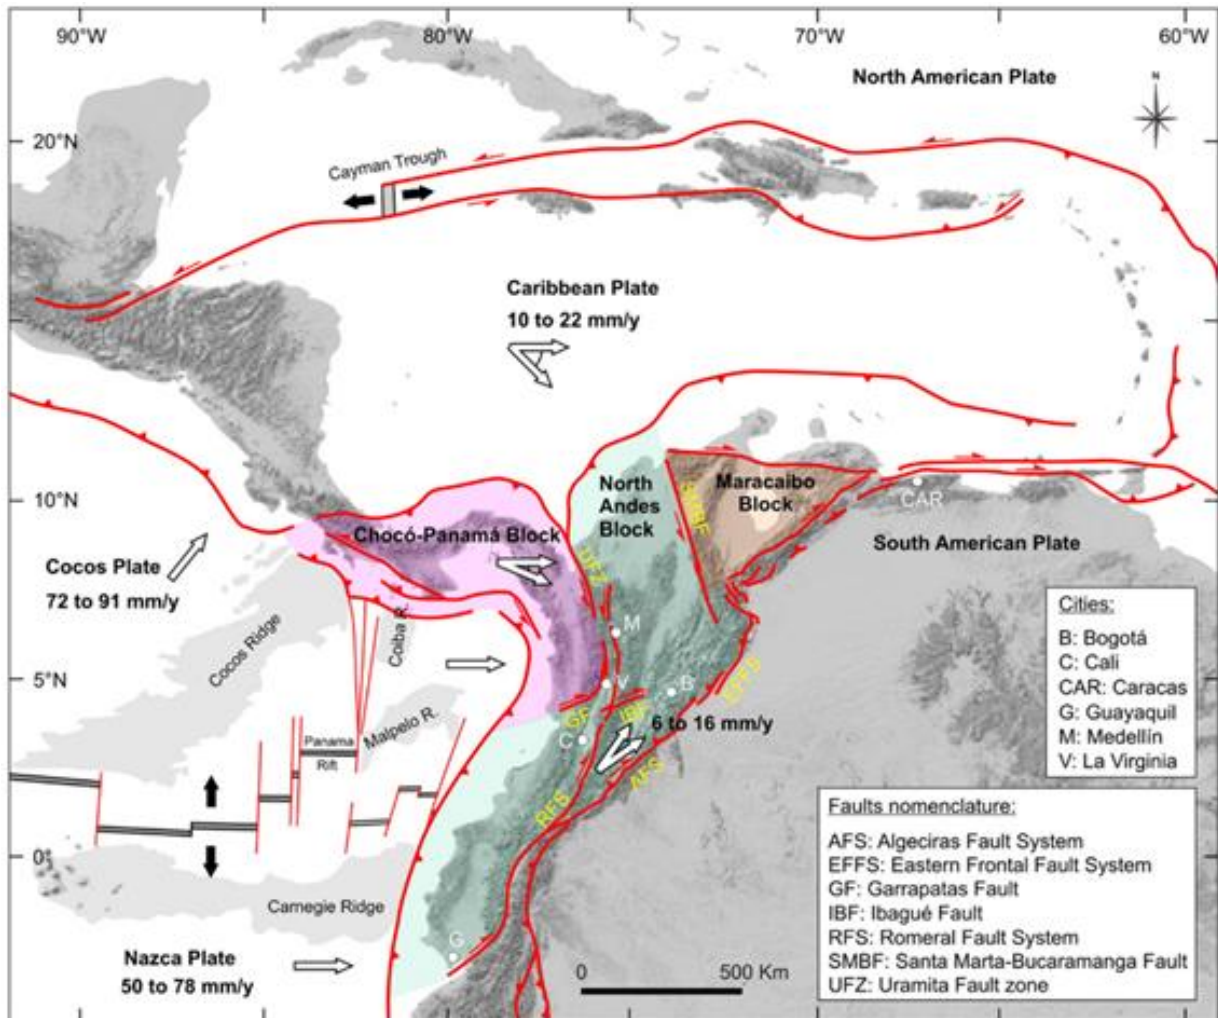 90°W
80°W
70°W
60°W
North American Plate
N
20°N
Cayman Trough
Caribbean Plate
10 to 22 mm/y
10°N
North
Andes
Block
Maracaibo
Block
SMBF
CAR
Chocó-Panamá Block
South American Plate
Cocos Plate
72 to 91 mm/y
UFZ
Cocos Ridge
Coiba R.
M
5°N
V
B
EFFS
GF
IBF
6 to 16 mm/y
C
Malpelo R.
Panama
Rift
AFS
RFS
0°
Carnegie Ridge
G
Nazca Plate
50 to 78 mm/y
0
500 Km
Cities:
B: Bogotá
C: Cali
CAR: Caracas
G: Guayaquil
M: Medellín
V: La Virginia
Faults nomenclature:
AFS: Algeciras Fault System
EFFS: Eastern Frontal Fault System
GF: Garrapatas Fault
IBF: Ibagué Fault
RFS: Romeral Fault System
SMBF: Santa Marta-Bucaramanga Fault
UFZ: Uramita Fault zone